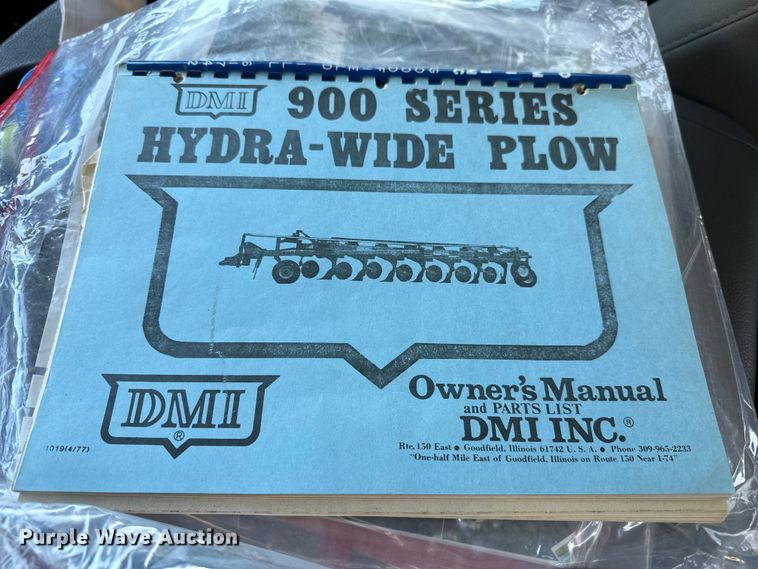 DMI 900 SERIES
HYDRA-WIDE PLOW
DMI
®
Owner's Manual
and PARTS LIST
DMI INC.®
Rte. 150 East • Goodfield, Illinois 61742 U. S. A. • Phone 309-965-2233
"One-half Mile East of Goodfield, Illinois on Route 150 Near I-74"
1019(4/77)
Purple Wave Auction